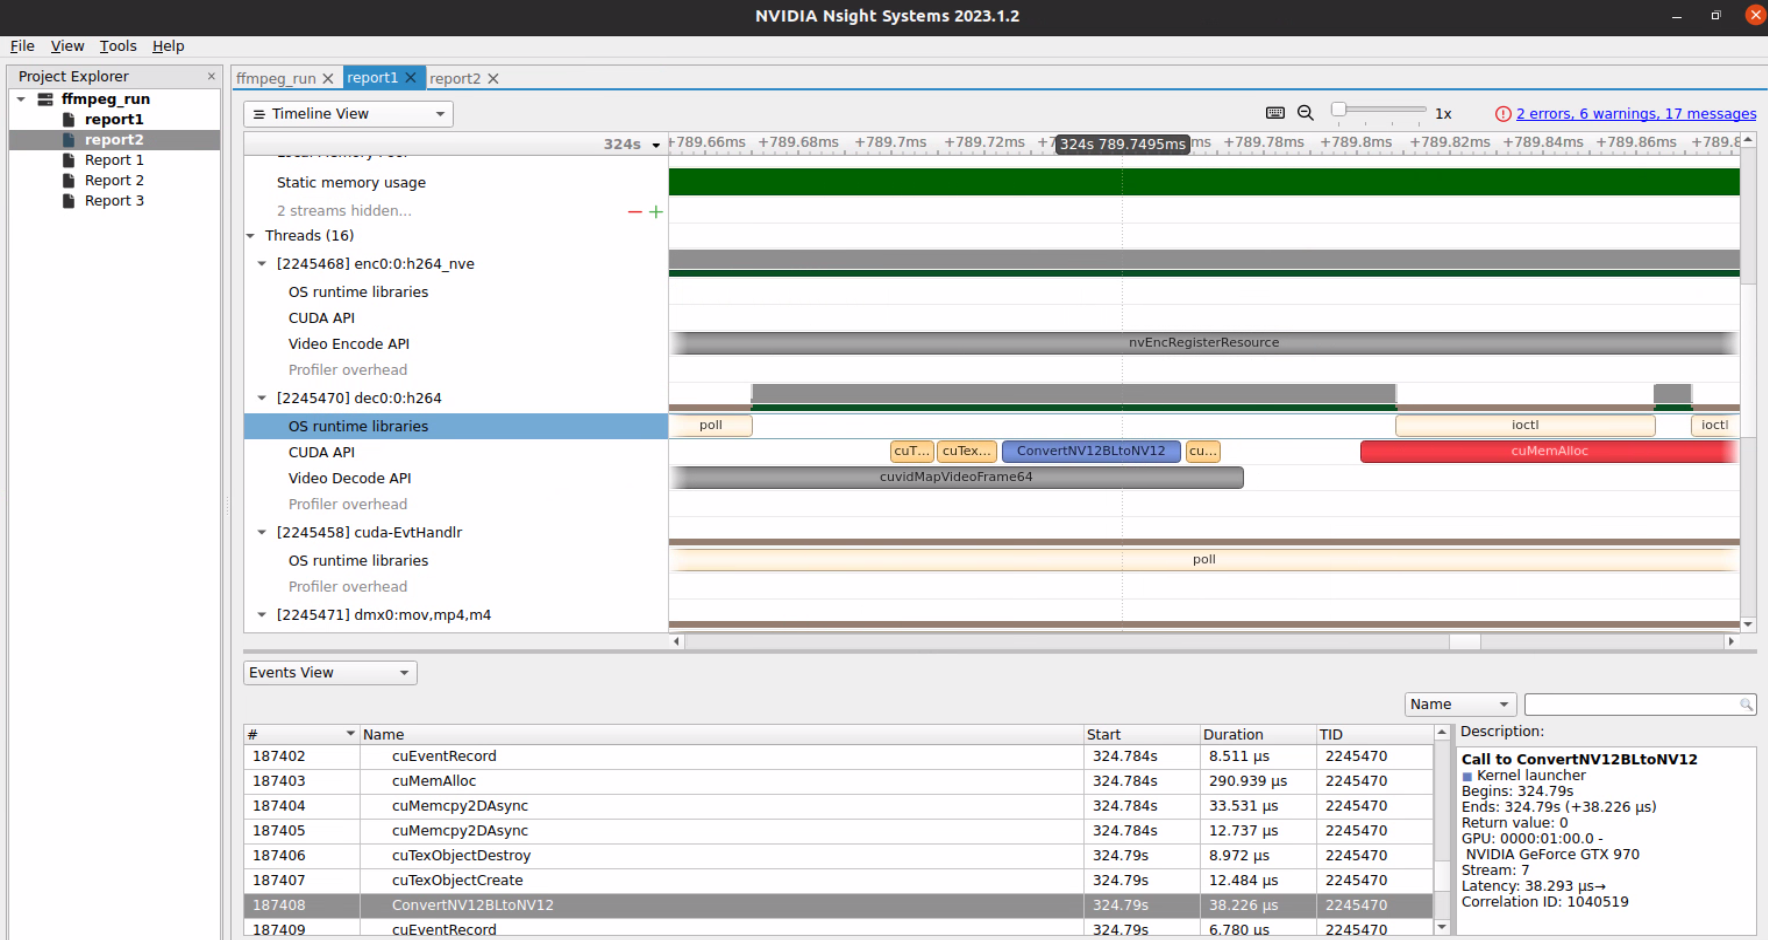 NVIDIA Nsight Systems 2023.1.2
File View Tools Help
Project Explorer
ffmpeg_run
report1
report2
Report 1
Report 2
Report 3
ffmpeg_run report1 report2
Timeline View
1x
2 errors, 6 warnings, 17 messages
324s
+789.66ms +789.68ms +789.7ms +789.72ms 324s 789.7495ms +789.78ms +789.8ms +789.82ms +789.84ms +789.86ms
Static memory usage
2 streams hidden...
Threads (16)
[2245468] enc0:0:h264_nve
OS runtime libraries
CUDA API
Video Encode API
nvEncRegisterResource
Profiler overhead
[2245470] dec0:0:h264
OS runtime libraries
poll ioctl ioctl
CUDA API
cuT... cuTex... ConvertNV12BLtoNV12 cu... cuMemAlloc
Video Decode API
cuvidMapVideoFrame64
Profiler overhead
[2245458] cuda-EvtHandlr
OS runtime libraries
poll
Profiler overhead
[2245471] dmx0:mov,mp4,m4
Events View
Name
# Name Start Duration TID
187402 cuEventRecord 324.784s 8.511 µs 2245470
187403 cuMemAlloc 324.784s 290.939 µs 2245470
187404 cuMemcpy2DAsync 324.784s 33.531 µs 2245470
187405 cuMemcpy2DAsync 324.784s 12.737 µs 2245470
187406 cuTexObjectDestroy 324.79s 8.972 µs 2245470
187407 cuTexObjectCreate 324.79s 12.484 µs 2245470
187408 ConvertNV12BLtoNV12 324.79s 38.226 µs 2245470
187409 cuEventRecord 324.79s 6.780 µs 2245470
Description:
Call to ConvertNV12BLtoNV12
Kernel launcher
Begins: 324.79s
Ends: 324.79s (+38.226 µs)
Return value: 0
GPU: 0000:01:00.0 -
NVIDIA GeForce GTX 970
Stream: 7
Latency: 38.293 µs→
Correlation ID: 1040519